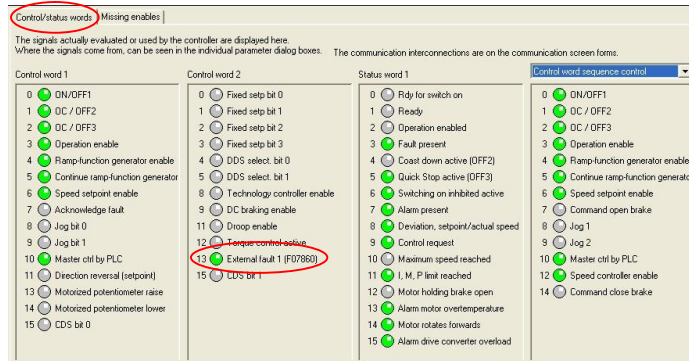 Control/status words Missing enables
The signals actually evaluated or used by the controller are displayed here.
Where the signals come from, can be seen in the individual parameter dialog boxes. The communication interconnections are on the communication screen forms.
Control word 1
0 ON/OFF1
1 OC / OFF2
2 OC / OFF3
3 Operation enable
4 Ramp-function generator enable
5 Continue ramp-function generator
6 Speed setpoint enable
7 Acknowledge fault
8 Jog bit 0
9 Jog bit 1
10 Master ctrl by PLC
11 Direction reversal (setpoint)
13 Motorized potentiometer raise
14 Motorized potentiometer lower
15 CDS bit 0
Control word 2
0 Fixed setp bit 0
1 Fixed setp bit 1
2 Fixed setp bit 2
3 Fixed setp bit 3
4 DDS select. bit 0
5 DDS select. bit 1
8 Technology controller enable
9 DC braking enable
11 Droop enable
12 Torque control active
13 External fault 1 (F07860)
15 CDS bit 1
Status word 1
0 Rdy for switch on
1 Ready
2 Operation enabled
3 Fault present
4 Coast down active (OFF2)
5 Quick Stop active (OFF3)
6 Switching on inhibited active
7 Alarm present
8 Deviation, setpoint/actual speed
9 Control request
10 Maximum speed reached
11 I, M, P limit reached
12 Motor holding brake open
13 Alarm motor overtemperature
14 Motor rotates forwards
15 Alarm drive converter overload
Control word sequence control
0 ON/OFF1
1 OC / OFF2
2 OC / OFF3
3 Operation enable
4 Ramp-function generator enable
5 Continue ramp-function generato
6 Speed setpoint enable
7 Command open brake
8 Jog 1
9 Jog 2
10 Master ctrl by PLC
12 Speed controller enable
14 Command close brake